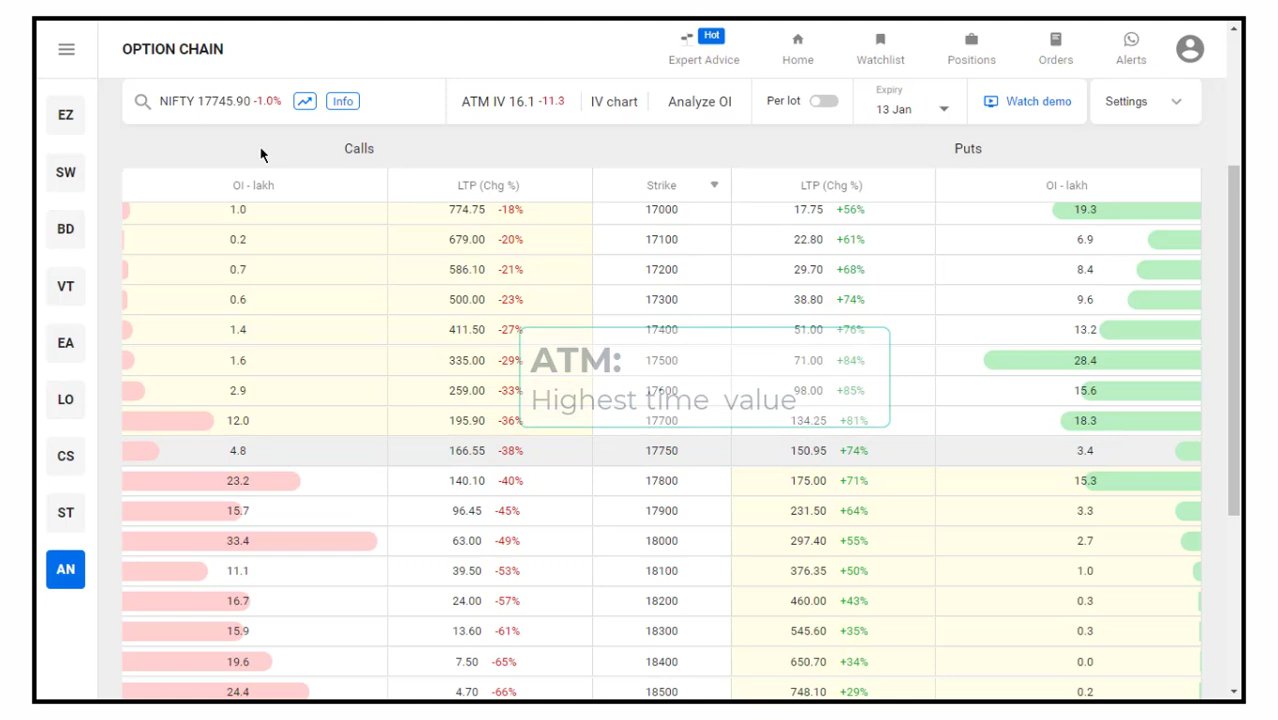 OPTION CHAIN
Hot
Expert Advice
Home
Watchlist
Positions
Orders
Alerts
NIFTY 17745.90 -1.0% Info
ATM IV 16.1 -11.3 IV chart Analyze OI
Per lot
Expiry
13 Jan
Watch demo
Settings
EZ
SW
BD
VT
EA
LO
CS
ST
AN
Calls Puts
OI - lakh LTP (Chg %) Strike LTP (Chg %) OI - lakh
1.0 774.75 -18% 17000 17.75 +56% 19.3
0.2 679.00 -20% 17100 22.80 +61% 6.9
0.7 586.10 -21% 17200 29.70 +68% 8.4
0.6 500.00 -23% 17300 38.80 +74% 9.6
1.4 411.50 -27% 17400 51.00 +76% 13.2
1.6 335.00 -29% 17500 71.00 +84% 28.4
2.9 259.00 -33% 17600 98.00 +85% 15.6
12.0 195.90 -36% 17700 134.25 +81% 18.3
4.8 166.55 -38% 17750 150.95 +74% 3.4
23.2 140.10 -40% 17800 175.00 +71% 15.3
15.7 96.45 -45% 17900 231.50 +64% 3.3
33.4 63.00 -49% 18000 297.40 +55% 2.7
11.1 39.50 -53% 18100 376.35 +50% 1.0
16.7 24.00 -57% 18200 460.00 +43% 0.3
15.9 13.60 -61% 18300 545.60 +35% 0.3
19.6 7.50 -65% 18400 650.70 +34% 0.0
24.4 4.70 -66% 18500 748.10 +29% 0.2
ATM:
Highest time value